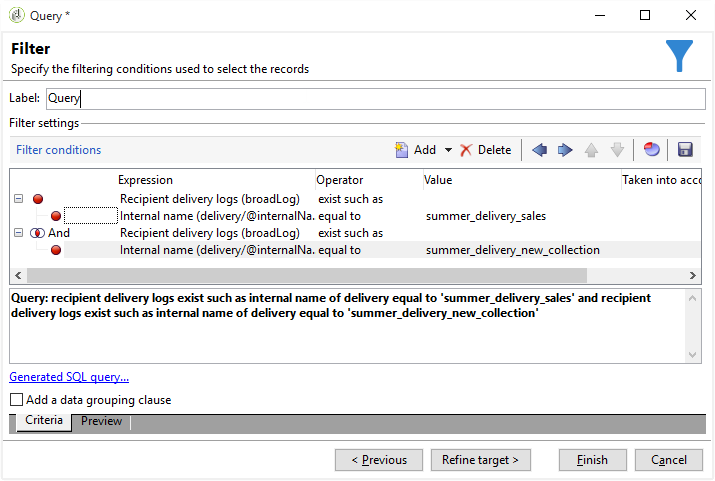 Query *
Filter
Specify the filtering conditions used to select the records
Label: Query
Filter settings
Filter conditions Add Delete
Expression Operator Value Taken into acco
Recipient delivery logs (broadLog) exist such as
Internal name (delivery/@internalNa... equal to summer_delivery_sales
And Recipient delivery logs (broadLog) exist such as
Internal name (delivery/@internalNa... equal to summer_delivery_new_collection
Query: recipient delivery logs exist such as internal name of delivery equal to 'summer_delivery_sales' and recipient
delivery logs exist such as internal name of delivery equal to 'summer_delivery_new_collection'
Generated SQL query...
Add a data grouping clause
Criteria Preview
< Previous Refine target > Finish Cancel